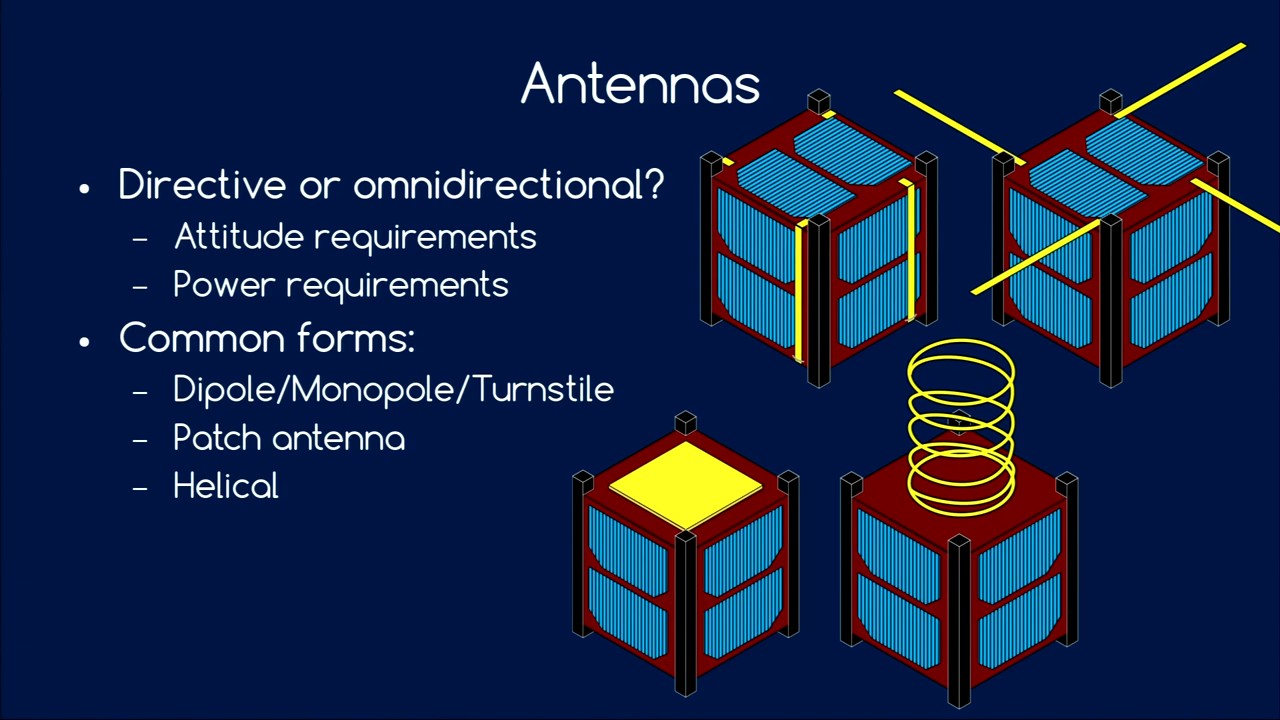 Antennas
• Directive or omnidirectional?
– Attitude requirements
– Power requirements
• Common forms:
– Dipole/Monopole/Turnstile
– Patch antenna
– Helical